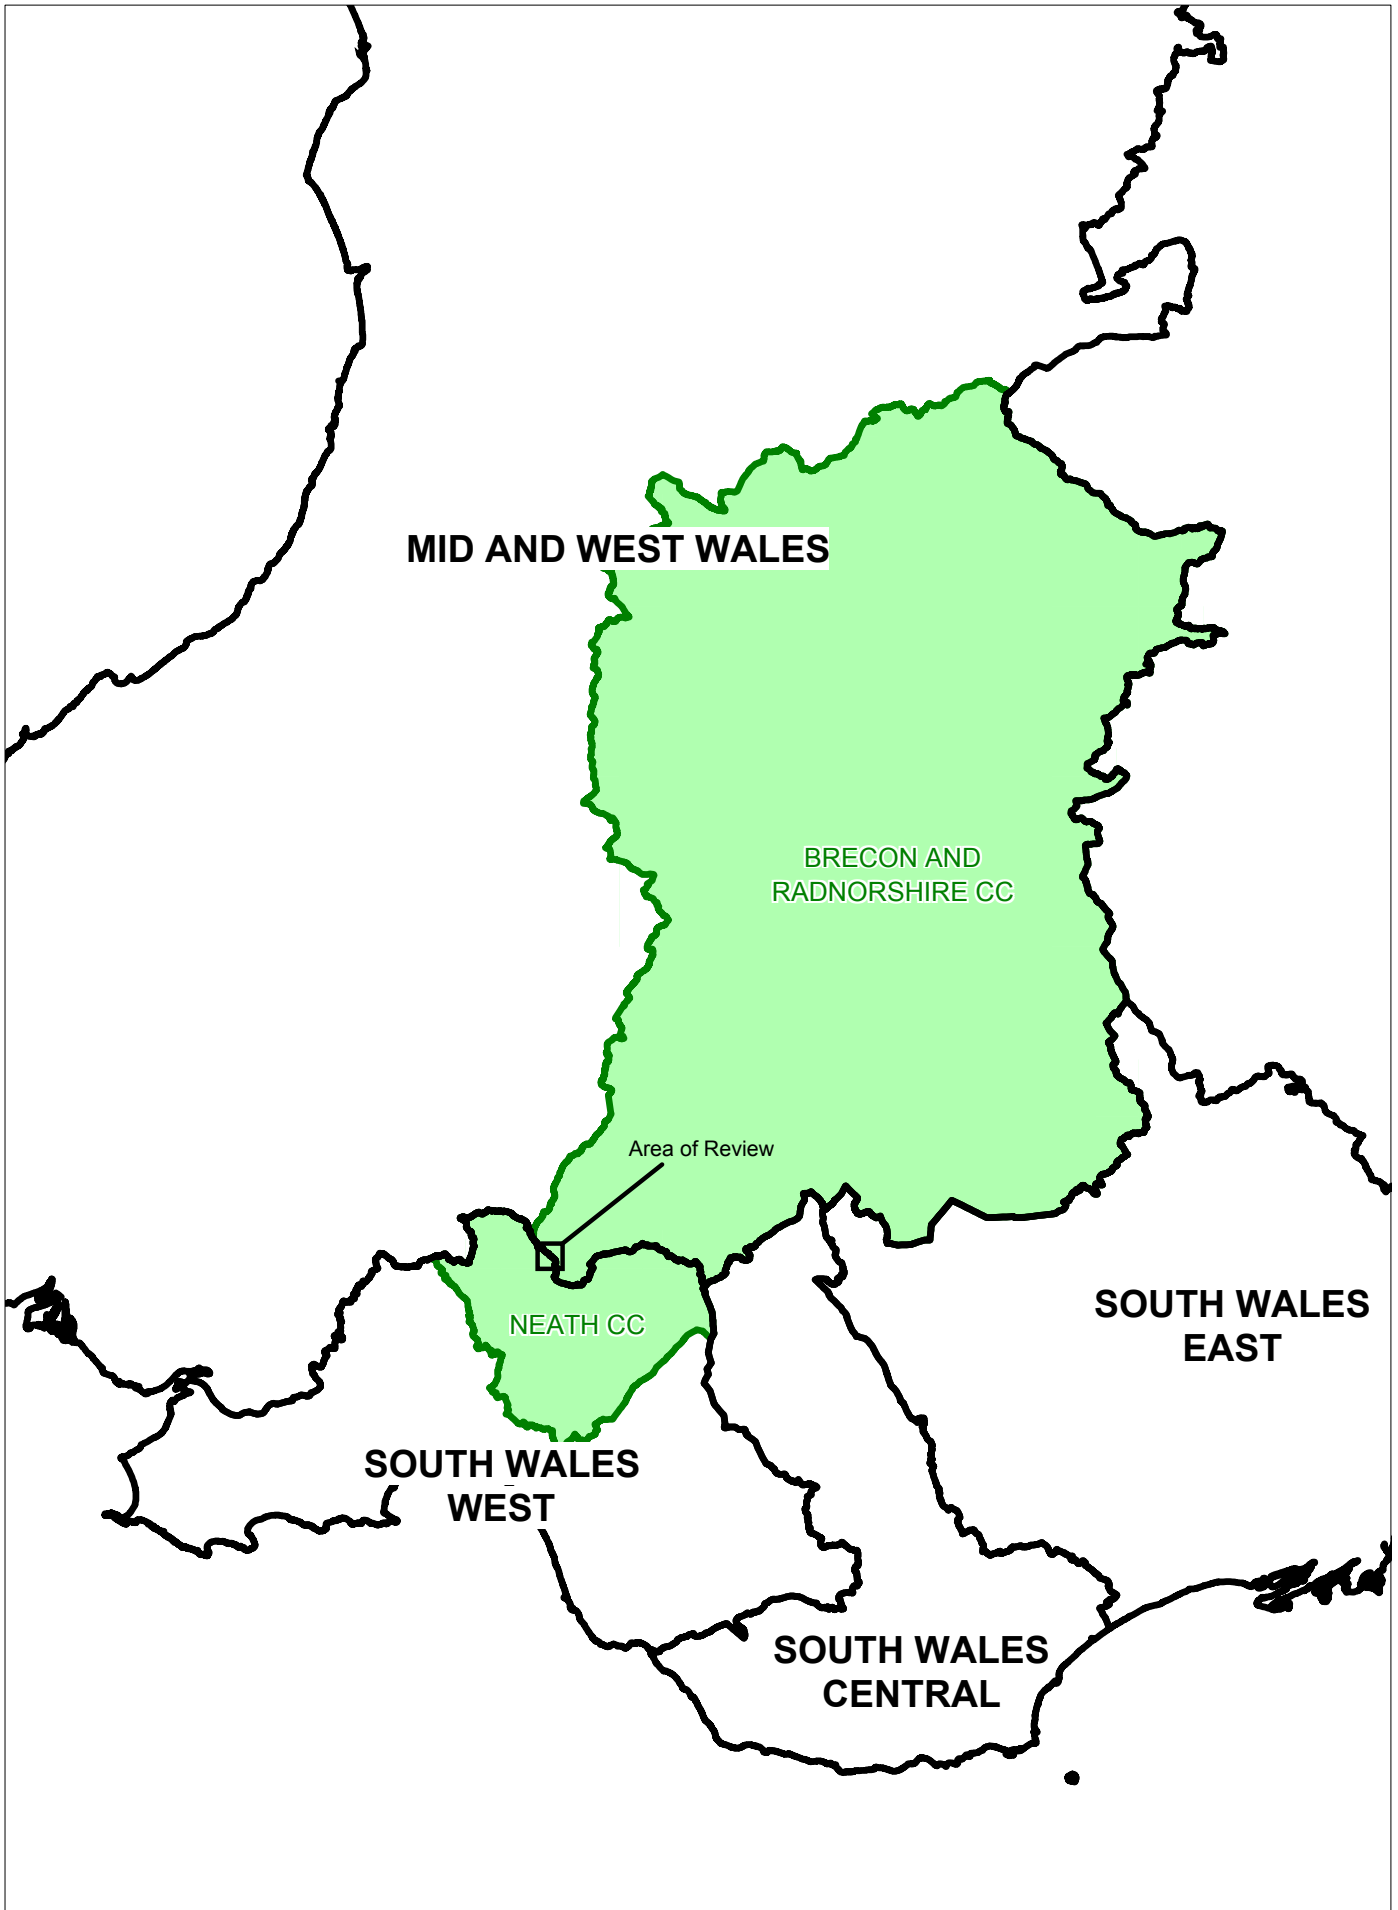 MID AND WEST WALES
BRECON AND
RADNORSHIRE CC
Area of Review
NEATH CC
SOUTH WALES
EAST
SOUTH WALES
WEST
SOUTH WALES
CENTRAL